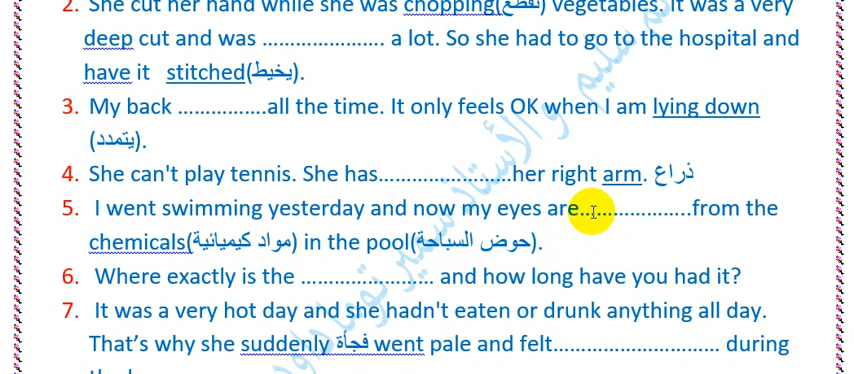 2. She cut her hand while she was chopping(تقطع) vegetables. It was a very
deep cut and was ...................... a lot. So she had to go to the hospital and
have it stitched(يخيط).
3. My back ................all the time. It only feels OK when I am lying down
(يتمدد).
4. She can't play tennis. She has........................her right arm. ذراع
5. I went swimming yesterday and now my eyes are....................from the
chemicals(مواد كيميائية) in the pool(حوض السباحة).
6. Where exactly is the ........................ and how long have you had it?
7. It was a very hot day and she hadn't eaten or drunk anything all day.
That’s why she suddenly فجأة went pale and felt.............................. during